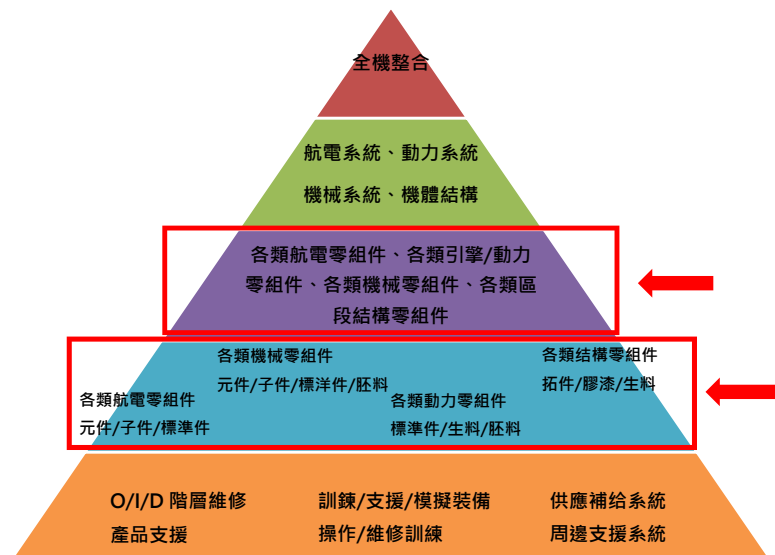 全機整合
航電系統、動力系統
機械系統、機體結構
各類航電零組件、各類引擎/動力
零組件、各類機械零組件、各類區
段結構零組件
各類機械零組件
元件/子件/標洋件/胚料
各類結構零組件
拓件/膠漆/生料
各類航電零組件
元件/子件/標準件
各類動力零組件
標準件/生料/胚料
O/I/D 階層維修
產品支援
訓鍊/支援/模擬裝備
操作/維修訓練
供應補给系統
周邊支援系統